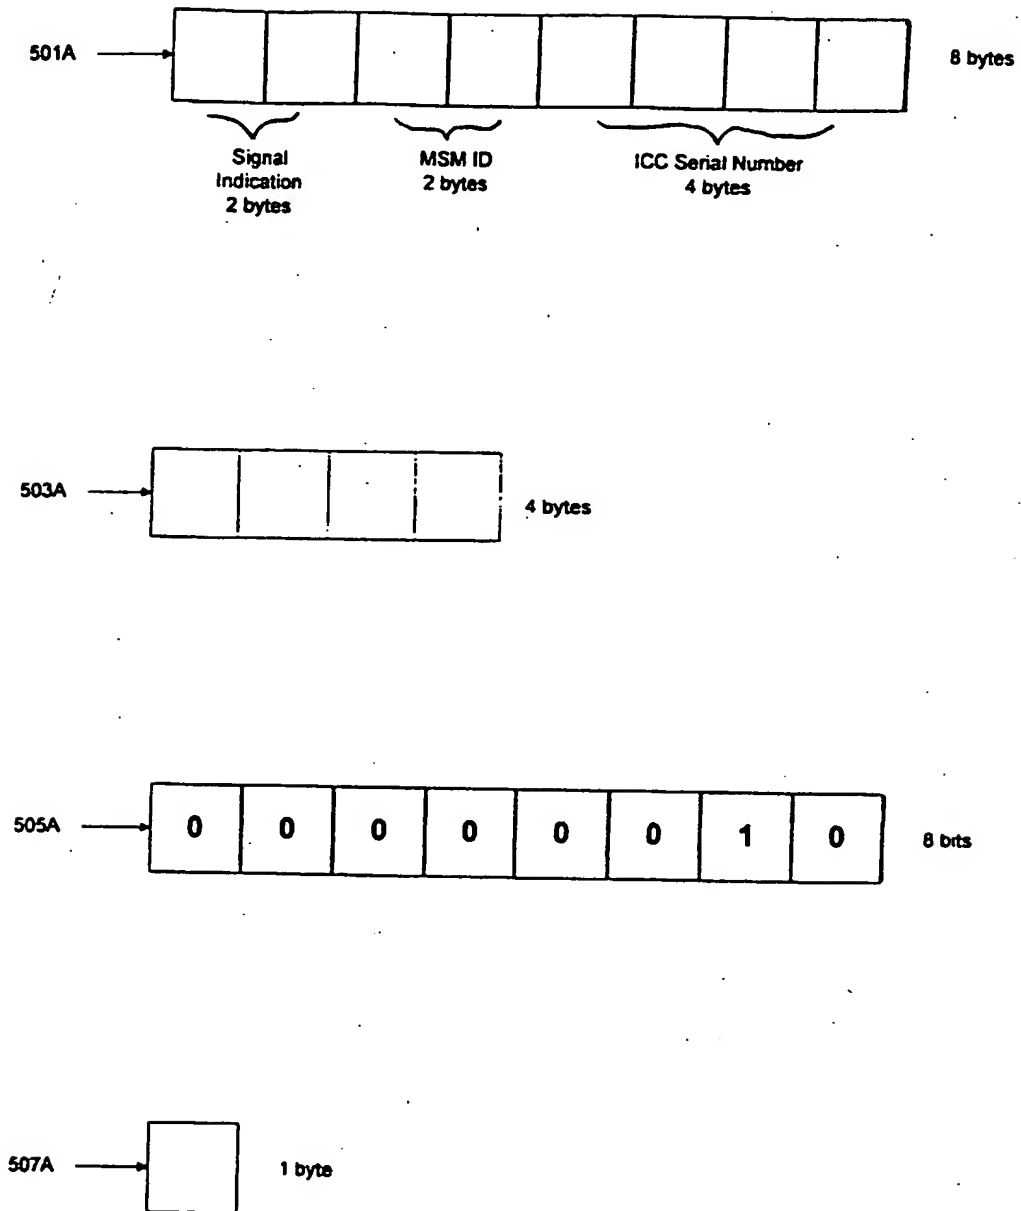 501A
8 bytes
Signal
Indication
2 bytes
MSM ID
2 bytes
ICC Serial Number
4 bytes
503A
4 bytes
505A
0 0 0 0 0 0 1 0
8 bits
507A
1 byte